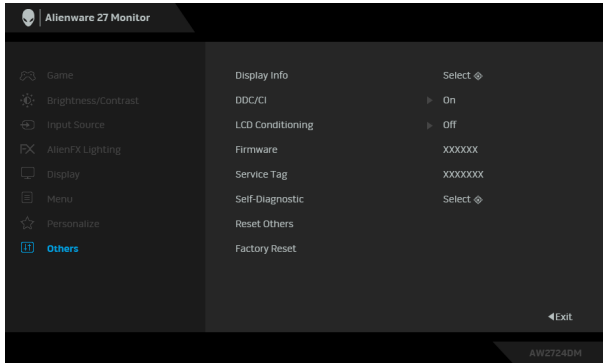 Alienware 27 Monitor
Game
Brightness/Contrast
Input Source
FX AlienFX Lighting
Display
Menu
Personalize
Others
Display Info Select
DDC/CI On
LCD Conditioning Off
Firmware XXXXXX
Service Tag XXXXXXX
Self-Diagnostic Select
Reset Others
Factory Reset
Exit
AW2724DM